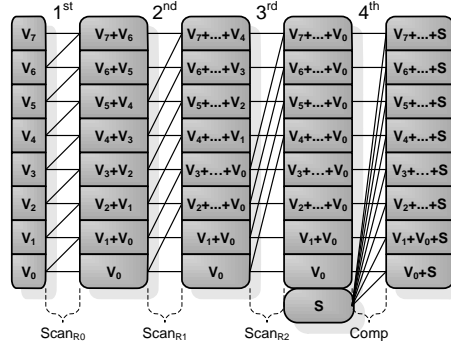 1st 2nd 3rd 4th
V7 V7+V6 V7+...+V4 V7+...+V0 V7+...+S
V6 V6+V5 V6+...+V3 V6+...+V0 V6+...+S
V5 V5+V4 V5+...+V2 V5+...+V0 V5+...+S
V4 V4+V3 V4+...+V1 V4+...+V0 V4+...+S
V3 V3+V2 V3+...+V0 V3+...+V0 V3+...+S
V2 V2+V1 V2+...+V0 V2+...+V0 V2+...+S
V1 V1+V0 V1+V0 V1+V0 V1+V0+S
V0 V0 V0 V0 V0+S
S
ScanR0 ScanR1 ScanR2 Comp